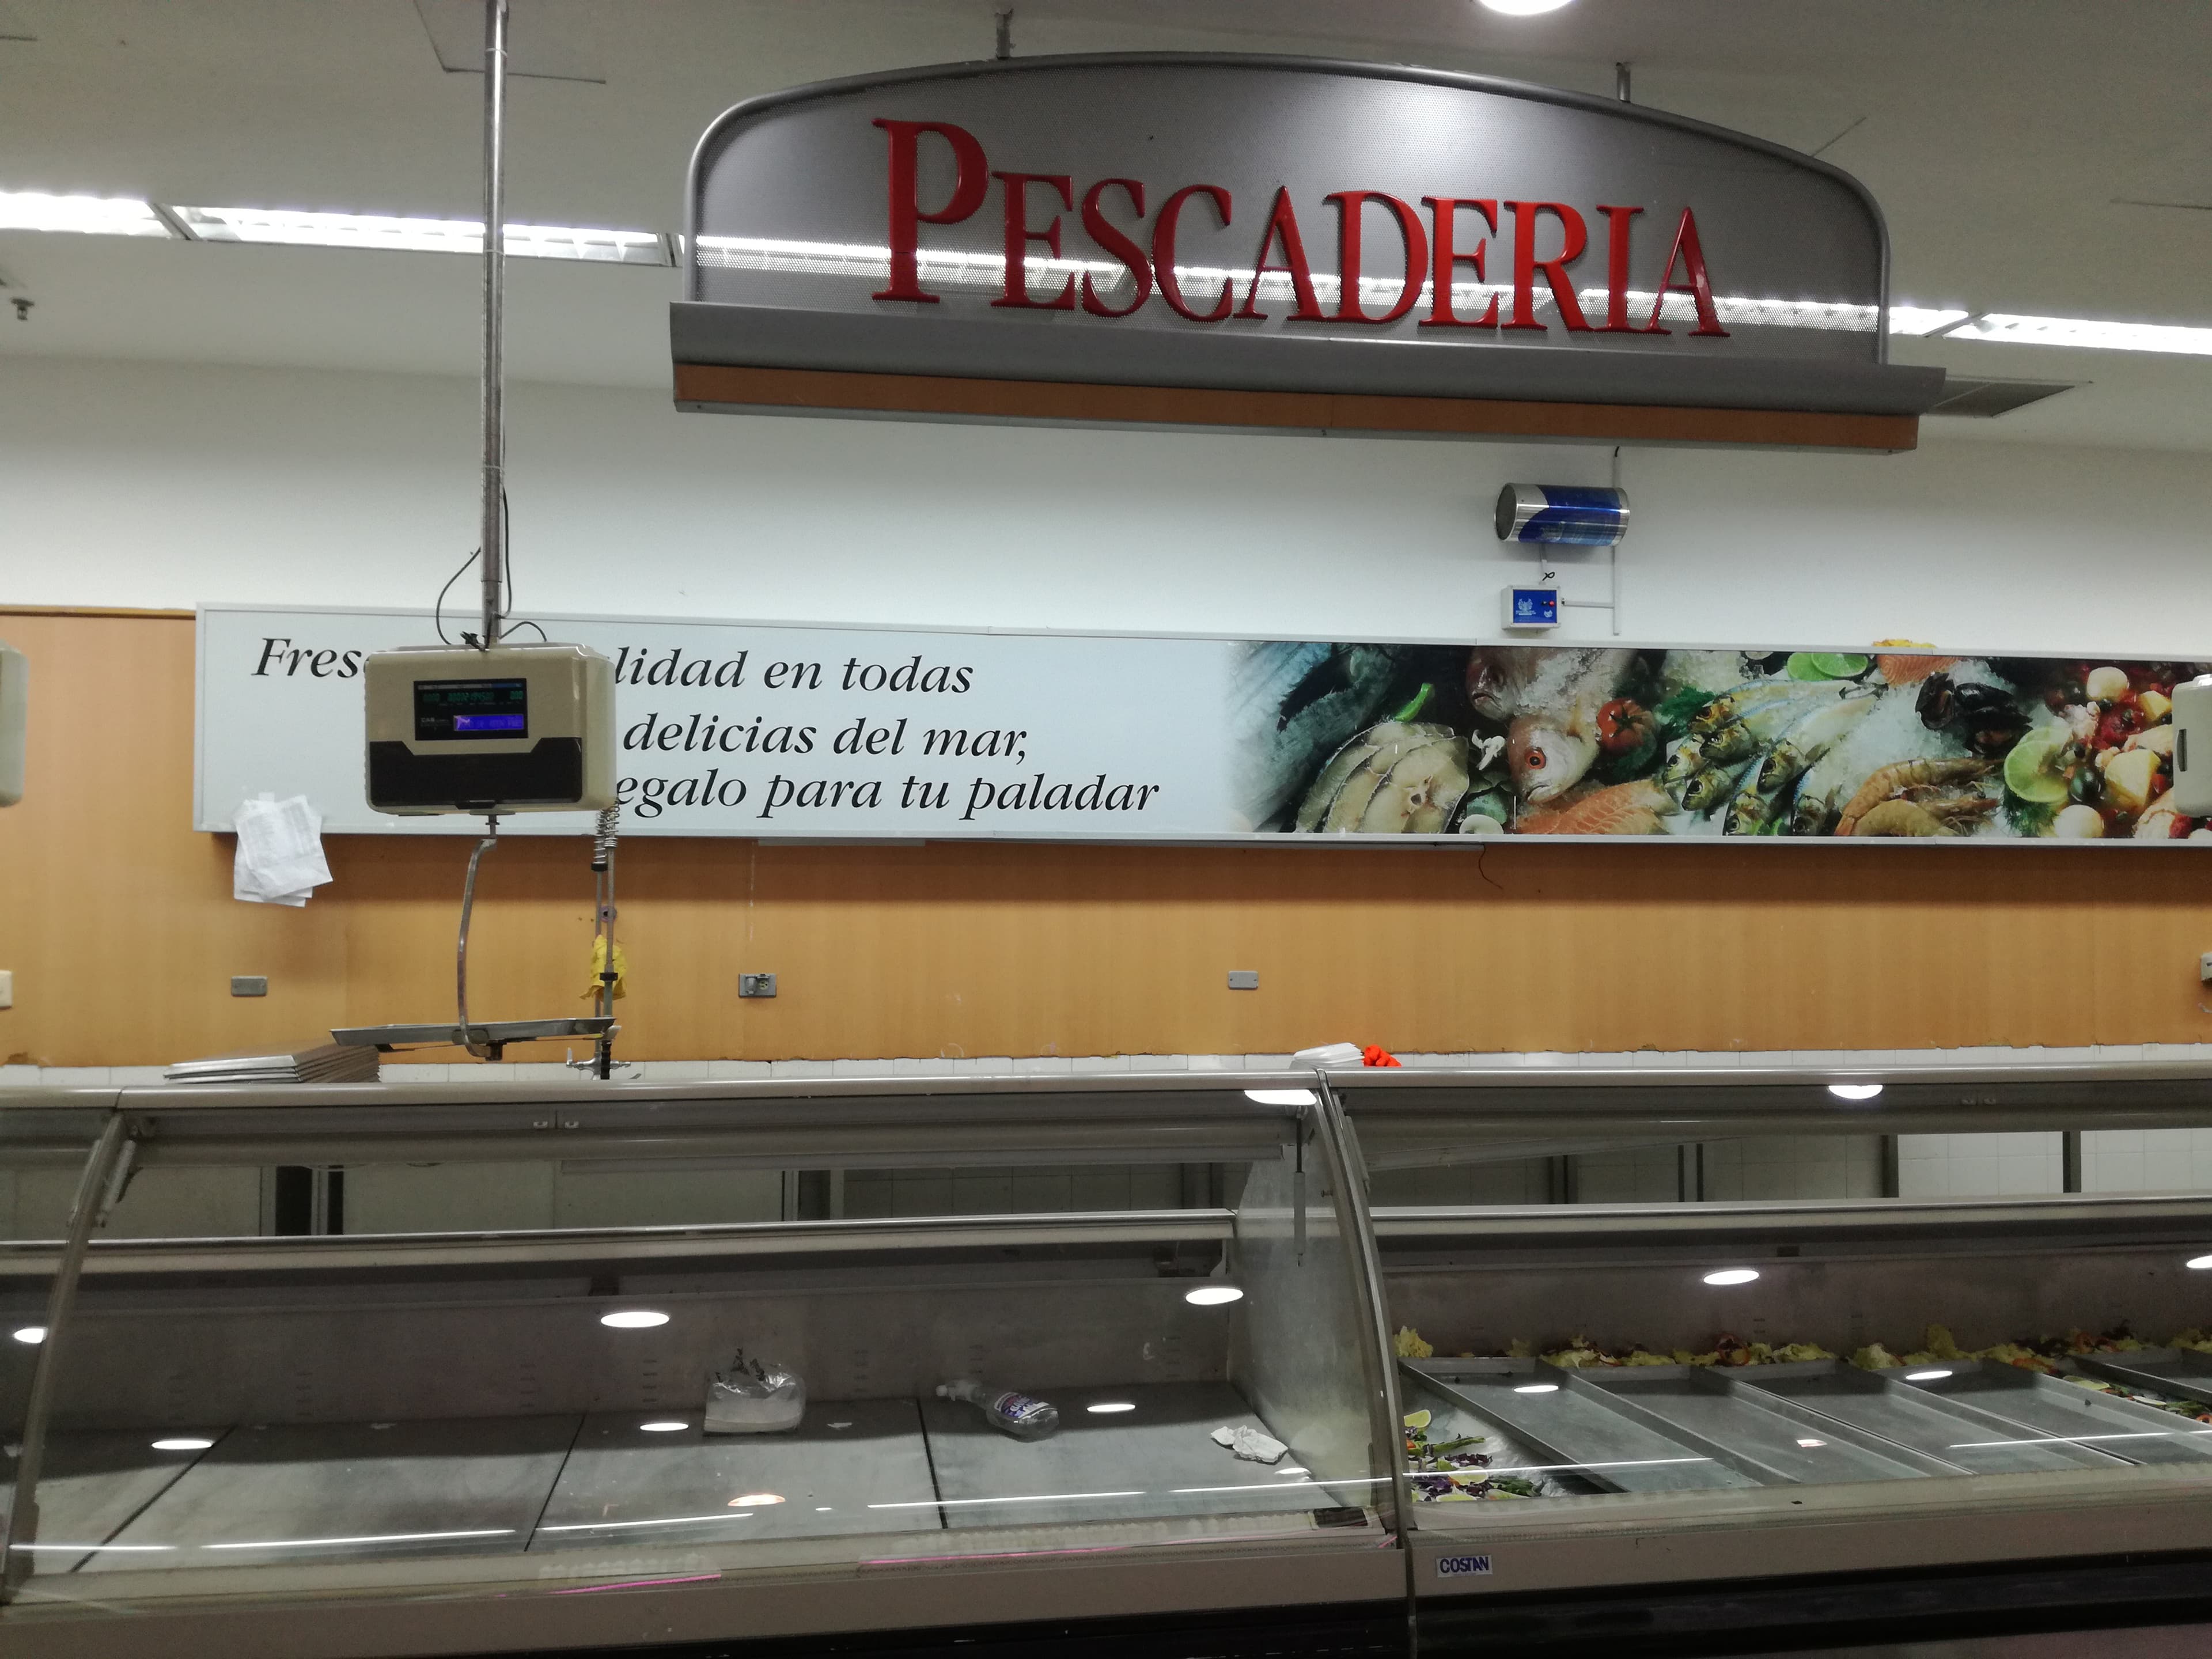 PESCADERIA
Fres lidad en todas
delicias del mar,
egalo para tu paladar
COSTAN